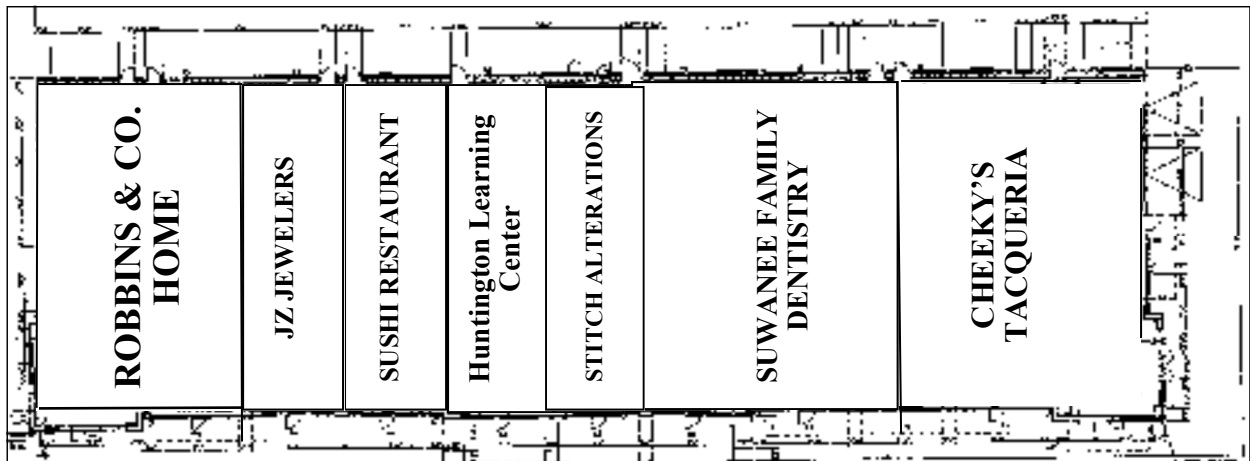 ROBBINS & CO.
HOME
JZ JEWELERS
SUSHI RESTAURANT
Huntington Learning
Center
STITCH ALTERATIONS
SUWANEE FAMILY
DENTISTRY
CHEEKY’S
TACQUERIA